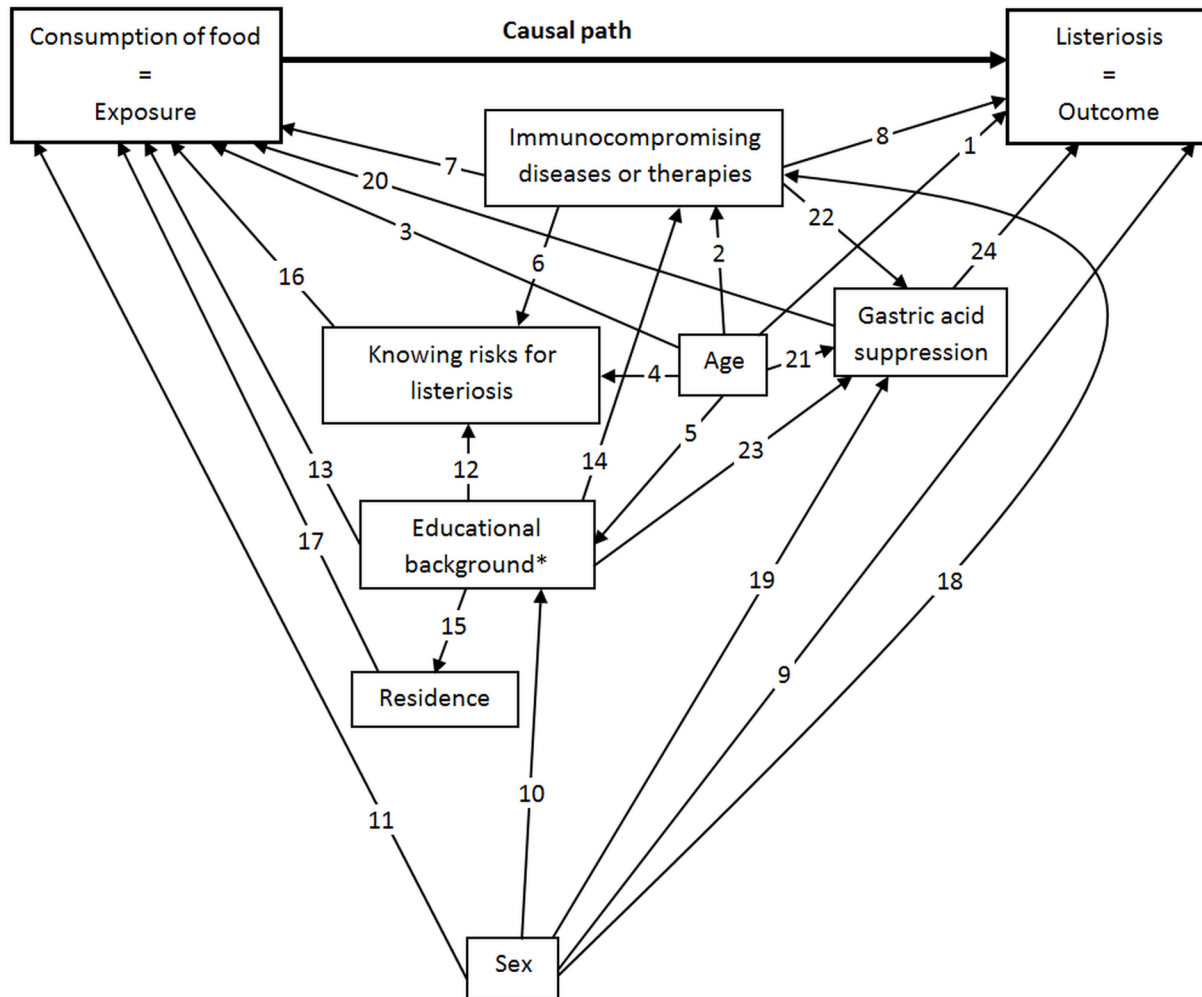 Consumption of food
=
Exposure
Causal path
Listeriosis
=
Outcome
Immunocompromising
diseases or therapies
8
1
7
20
22
3
2
6
24
16
Gastric acid
suppression
Knowing risks for
listeriosis
Age
21
4
5
23
14
13
12
Educational
background*
17
19
18
15
Residence
9
10
11
Sex